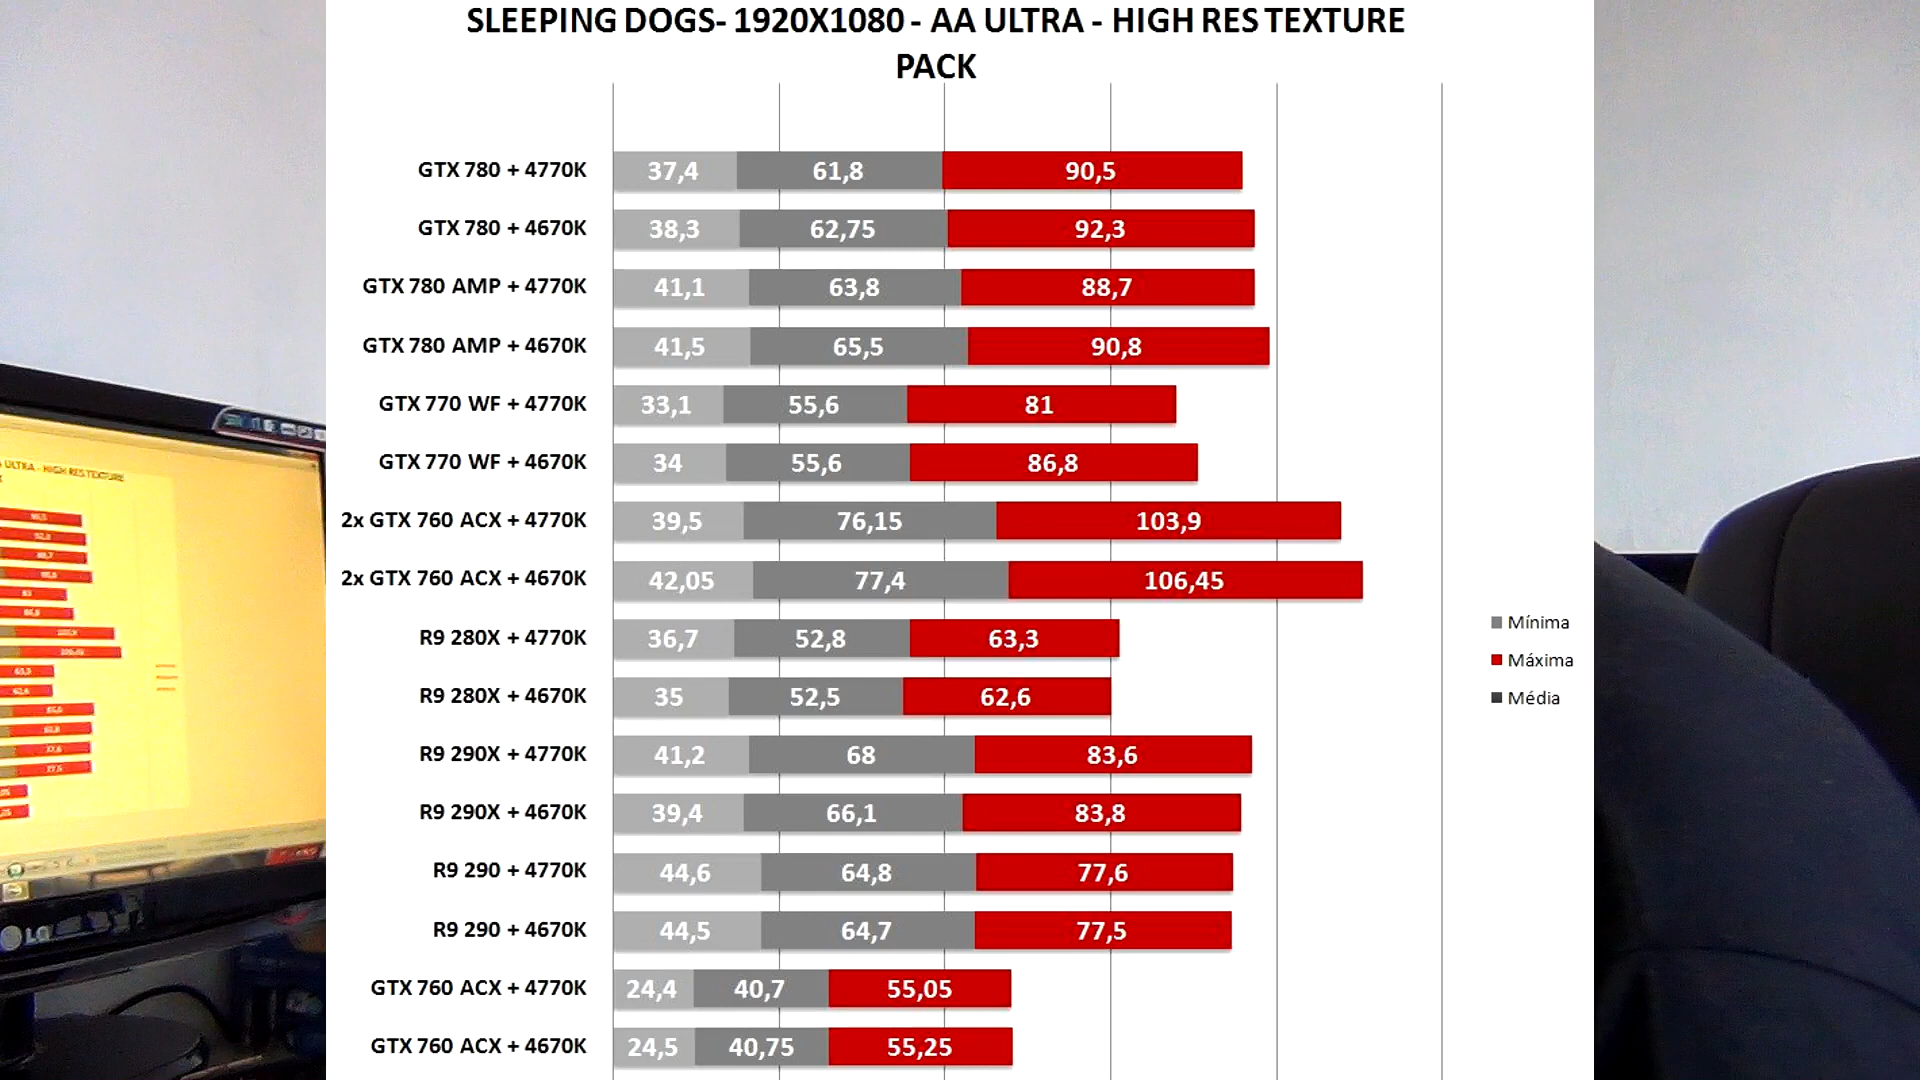 SLEEPING DOGS- 1920X1080 - AA ULTRA - HIGH RES TEXTURE
PACK
GTX 780 + 4770K 37,4 61,8 90,5
GTX 780 + 4670K 38,3 62,75 92,3
GTX 780 AMP + 4770K 41,1 63,8 88,7
GTX 780 AMP + 4670K 41,5 65,5 90,8
GTX 770 WF + 4770K 33,1 55,6 81
GTX 770 WF + 4670K 34 55,6 86,8
2x GTX 760 ACX + 4770K 39,5 76,15 103,9
2x GTX 760 ACX + 4670K 42,05 77,4 106,45
R9 280X + 4770K 36,7 52,8 63,3
R9 280X + 4670K 35 52,5 62,6
R9 290X + 4770K 41,2 68 83,6
R9 290X + 4670K 39,4 66,1 83,8
R9 290 + 4770K 44,6 64,8 77,6
R9 290 + 4670K 44,5 64,7 77,5
GTX 760 ACX + 4770K 24,4 40,7 55,05
GTX 760 ACX + 4670K 24,5 40,75 55,25
Mínima
Máxima
Média
ULTRA - HIGH RES TEXTURE
LG